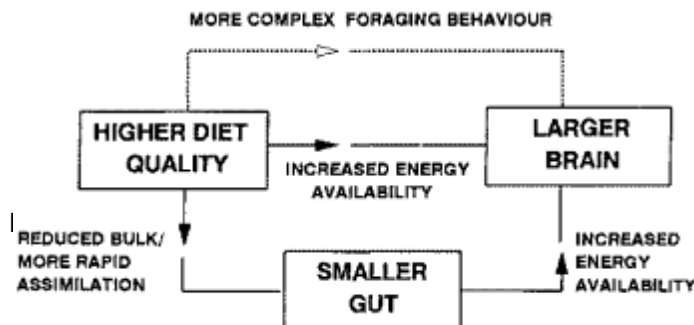 MORE COMPLEX FORAGING BEHAVIOUR
HIGHER DIET
QUALITY
LARGER
BRAIN
INCREASED ENERGY
AVAILABILITY
REDUCED BULK/
MORE RAPID
ASSIMILATION
SMALLER
GUT
INCREASED
ENERGY
AVAILABILITY